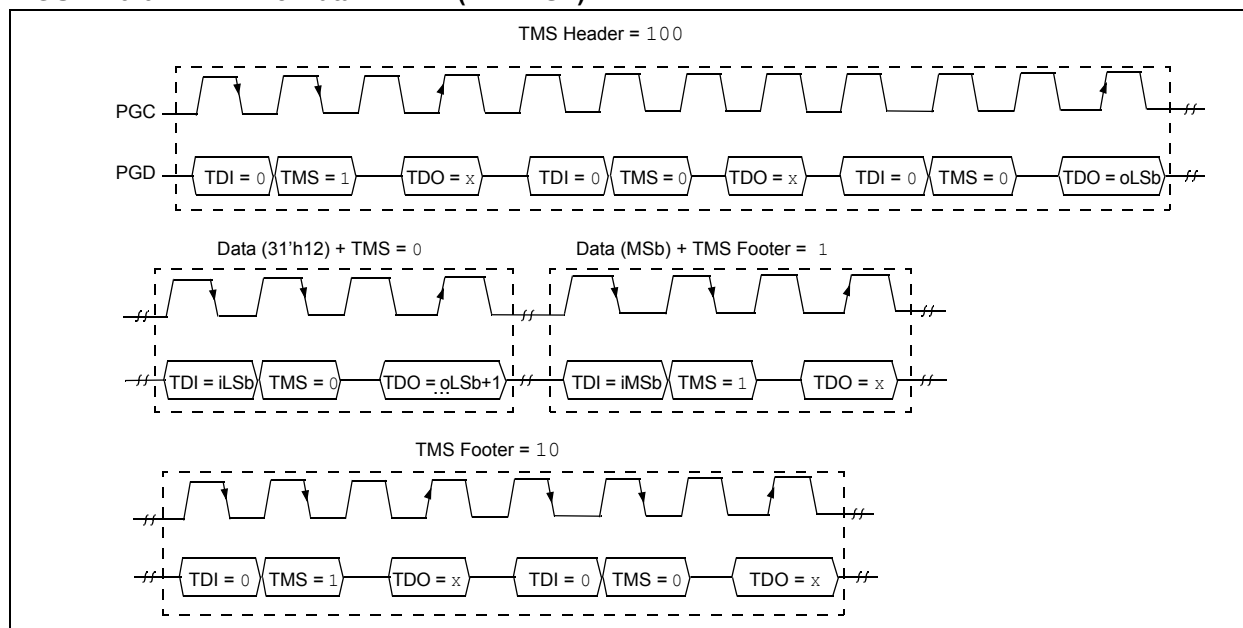 TMS Header = 100
PGC
PGD
TDI = 0 TMS = 1 TDO = x TDI = 0 TMS = 0 TDO = x TDI = 0 TMS = 0 TDO = oLSb
Data (31'h12) + TMS = 0 Data (MSb) + TMS Footer = 1
TDI = iLSb TMS = 0 TDO = oLSb+1 TDI = iMSb TMS = 1 TDO = x
...
TMS Footer = 10
TDI = 0 TMS = 1 TDO = x TDI = 0 TMS = 0 TDO = x